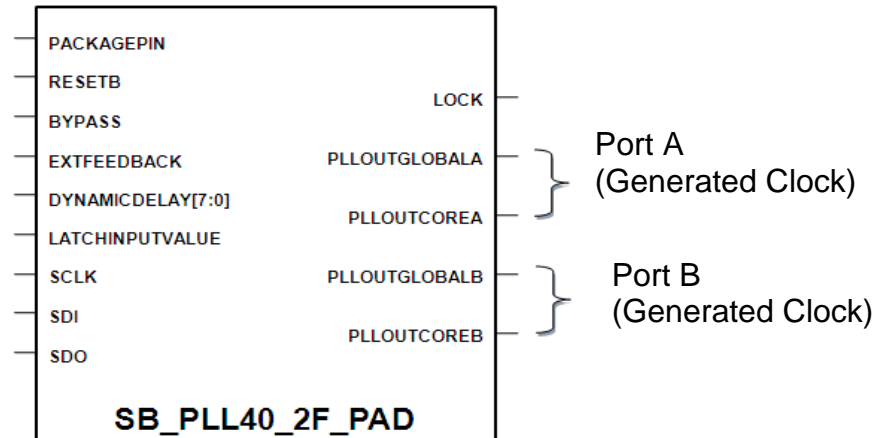 PACKAGEPIN
RESETB
BYPASS
EXTFEEDBACK
DYNAMICDELAY[7:0]
LATCHINPUTVALUE
SCLK
SDI
SDO
LOCK
PLLOUTGLOBALA
PLLOUTCOREA
PLLOUTGLOBALB
PLLOUTCOREB
Port A
(Generated Clock)
Port B
(Generated Clock)
SB_PLL40_2F_PAD